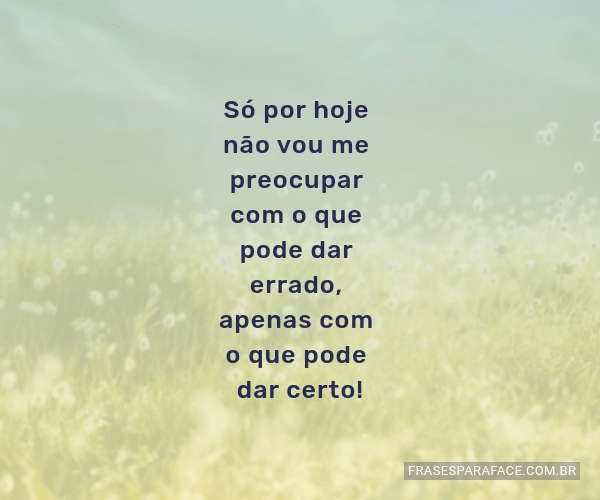 Só por hoje
não vou me
preocupar
com o que
pode dar
errado,
apenas com
o que pode
dar certo!
FRASESPARAFACE.COM.BR